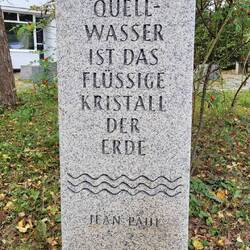 QUELL-
WASSER
IST DAS
FLÜSSIGE
KRISTALL
DER
ERDE
JEAN PAUL